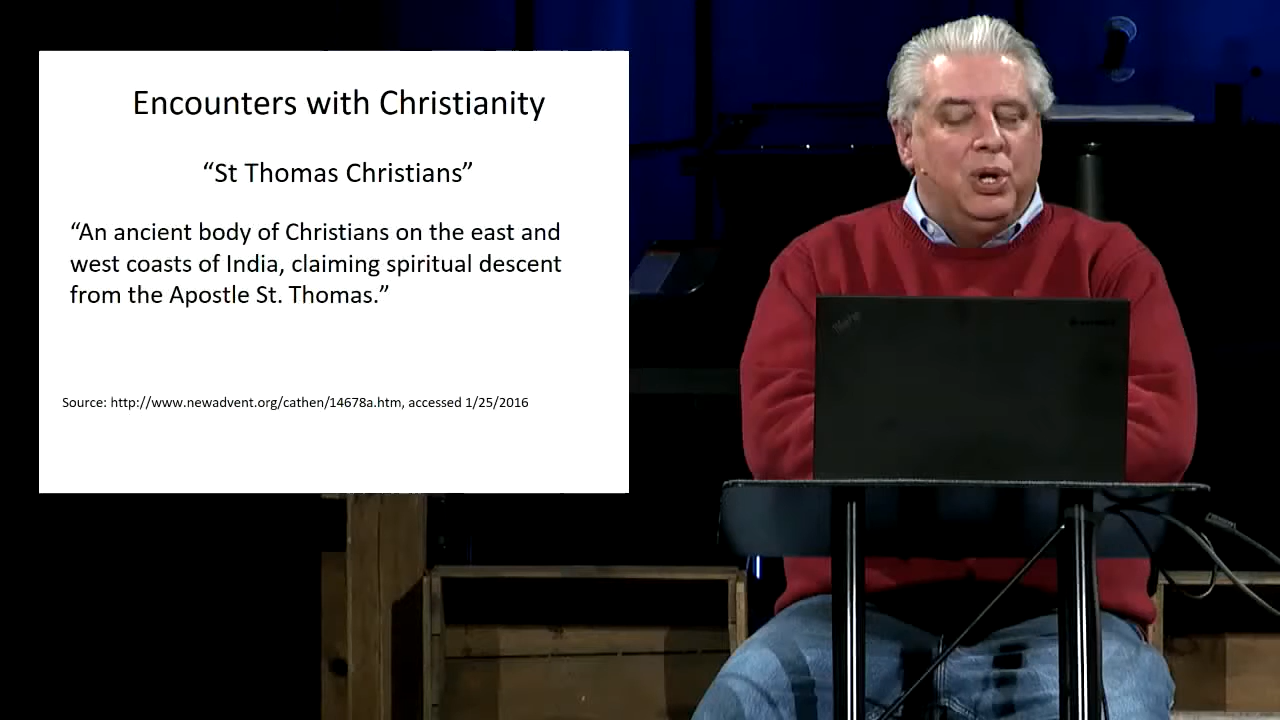 Encounters with Christianity
“St Thomas Christians”
“An ancient body of Christians on the east and
west coasts of India, claiming spiritual descent
from the Apostle St. Thomas.”
Source: http://www.newadvent.org/cathen/14678a.htm, accessed 1/25/2016